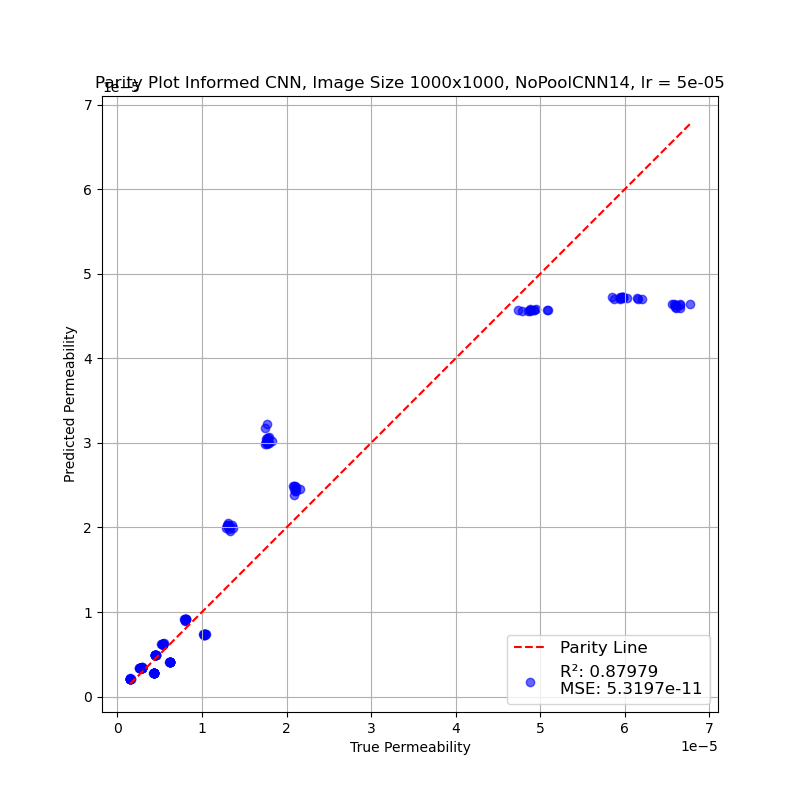 Parity Plot Informed CNN, Image Size 1000x1000, NoPoolCNN14, lr = 5e-05
1e−5
7
6
5
4
3
2
1
0
Predicted Permeability
Parity Line
R²: 0.87979
MSE: 5.3197e-11
0 1 2 3 4 5 6 7
1e−5
True Permeability